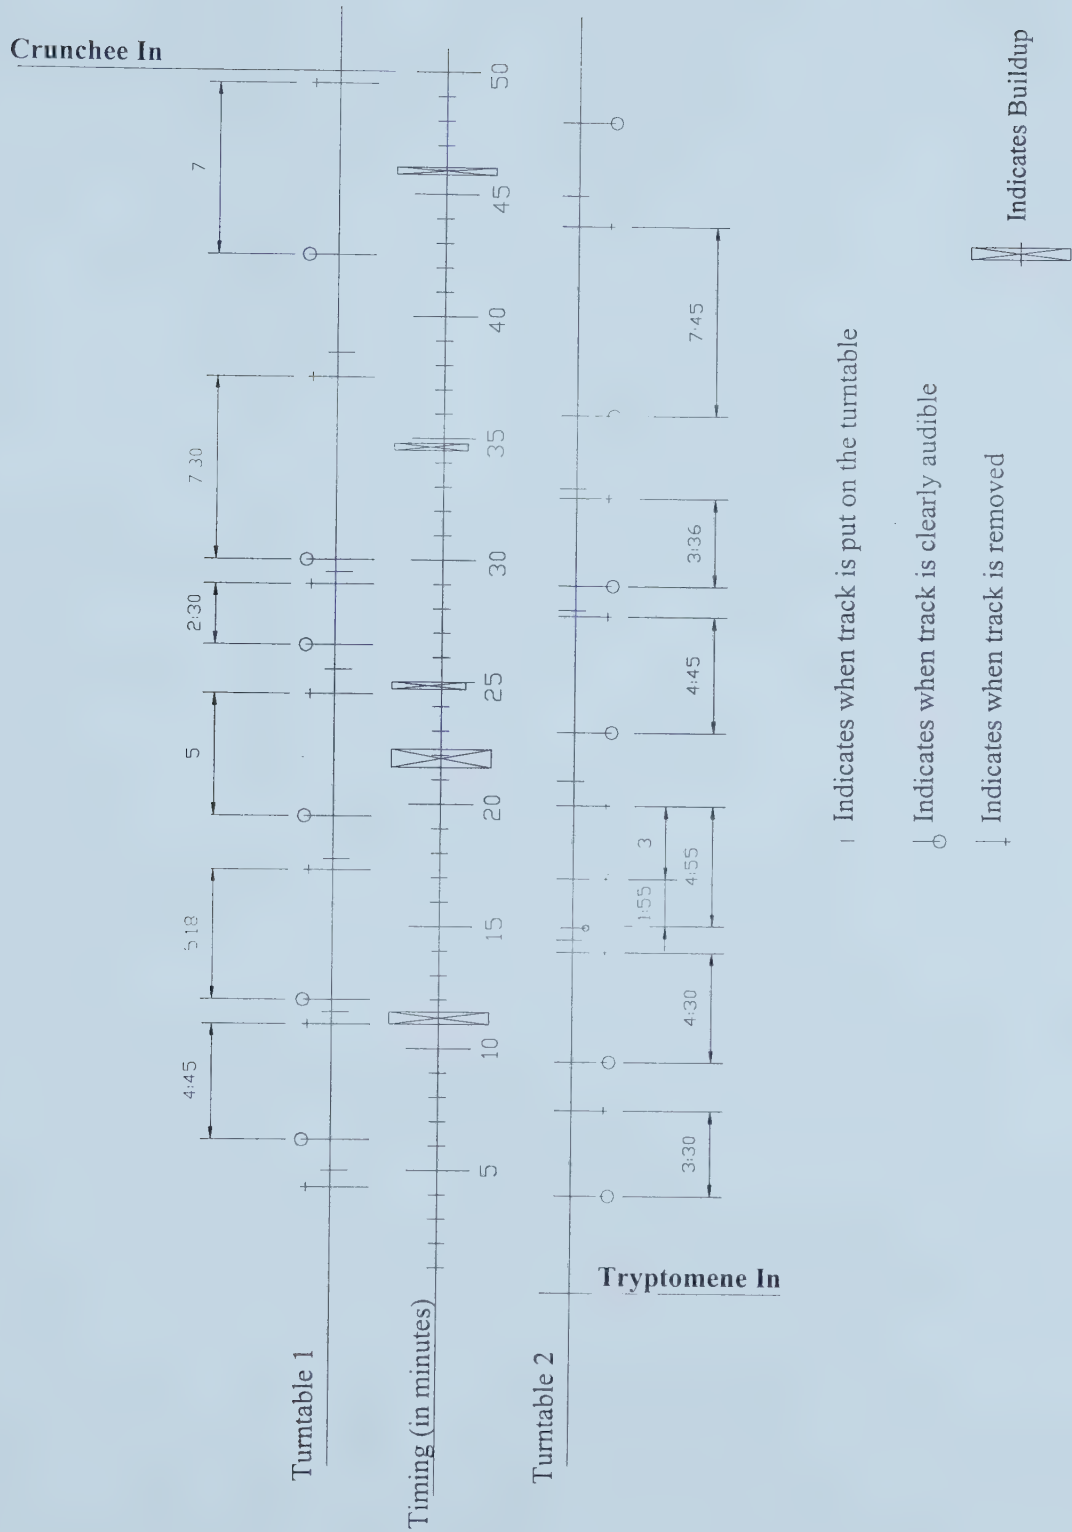 Crunchee In
Turntable 1
4:45
5 18
5
2:30
7 30
7
Timing (in minutes)
5
10
15
20
25
30
35
40
45
50
Turntable 2
Tryptomene In
3:30
4:30
1:55
3
4:55
4:45
3:36
7:45
Indicates when track is put on the turntable
Indicates when track is clearly audible
Indicates when track is removed
Indicates Buildup